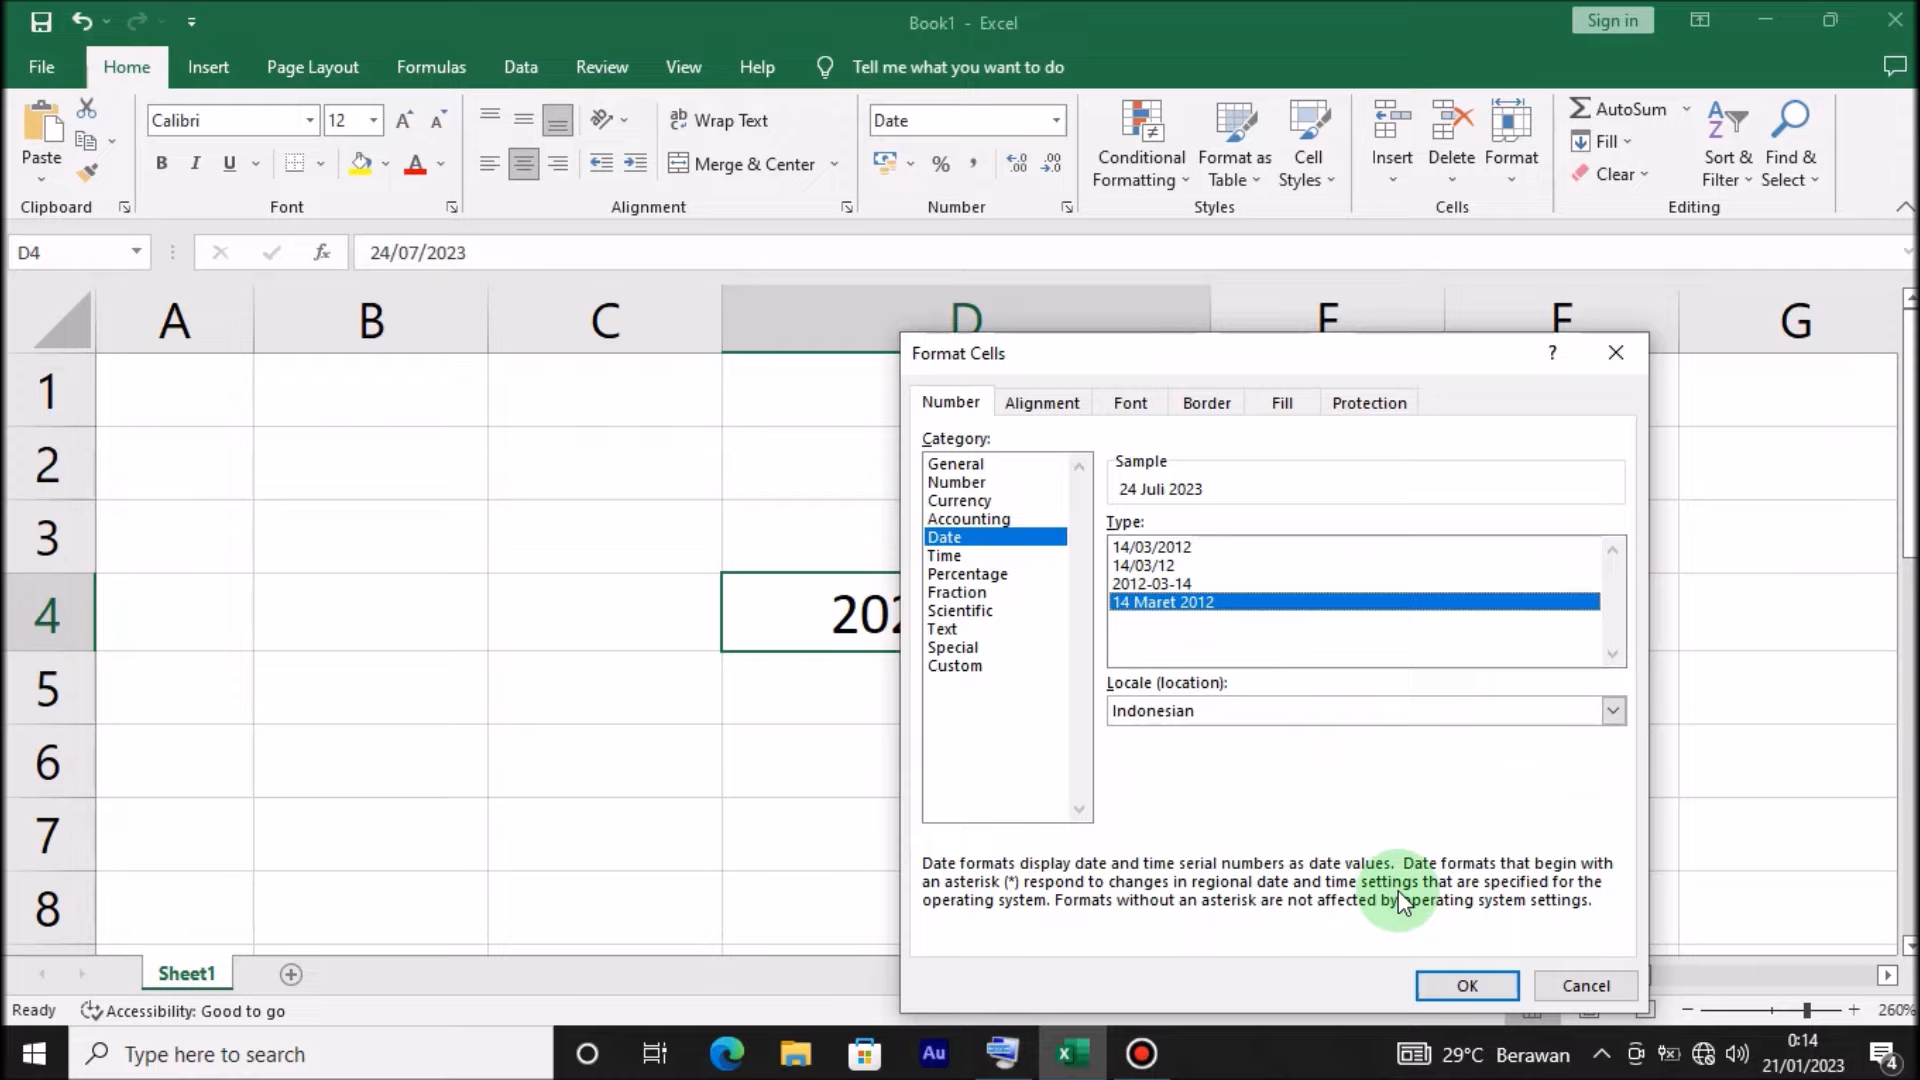 Book1 - Excel
Sign in
File Home Insert Page Layout Formulas Data Review View Help Tell me what you want to do
Calibri 12
Wrap Text
Date
AutoSum
Fill
Clear
Paste
B I U
Merge & Center
%
Conditional Formatting
Format as Table
Cell Styles
Insert
Delete
Format
Sort & Filter
Find & Select
Clipboard Font Alignment Number Styles Cells Editing
D4
fx
24/07/2023
A B C D E F G
1
2
3
4
202
5
6
7
8
Format Cells
?
Number Alignment Font Border Fill Protection
Category:
General
Number
Currency
Accounting
Date
Time
Percentage
Fraction
Scientific
Text
Special
Custom
Sample
24 Juli 2023
Type:
14/03/2012
14/03/12
2012-03-14
14 Maret 2012
Locale (location):
Indonesian
Date formats display date and time serial numbers as date values. Date formats that begin with
an asterisk (*) respond to changes in regional date and time settings that are specified for the
operating system. Formats without an asterisk are not affected by operating system settings.
OK Cancel
Sheet1
Ready Accessibility: Good to go
260%
Type here to search
Au
29°C Berawan
0:14
21/01/2023
4